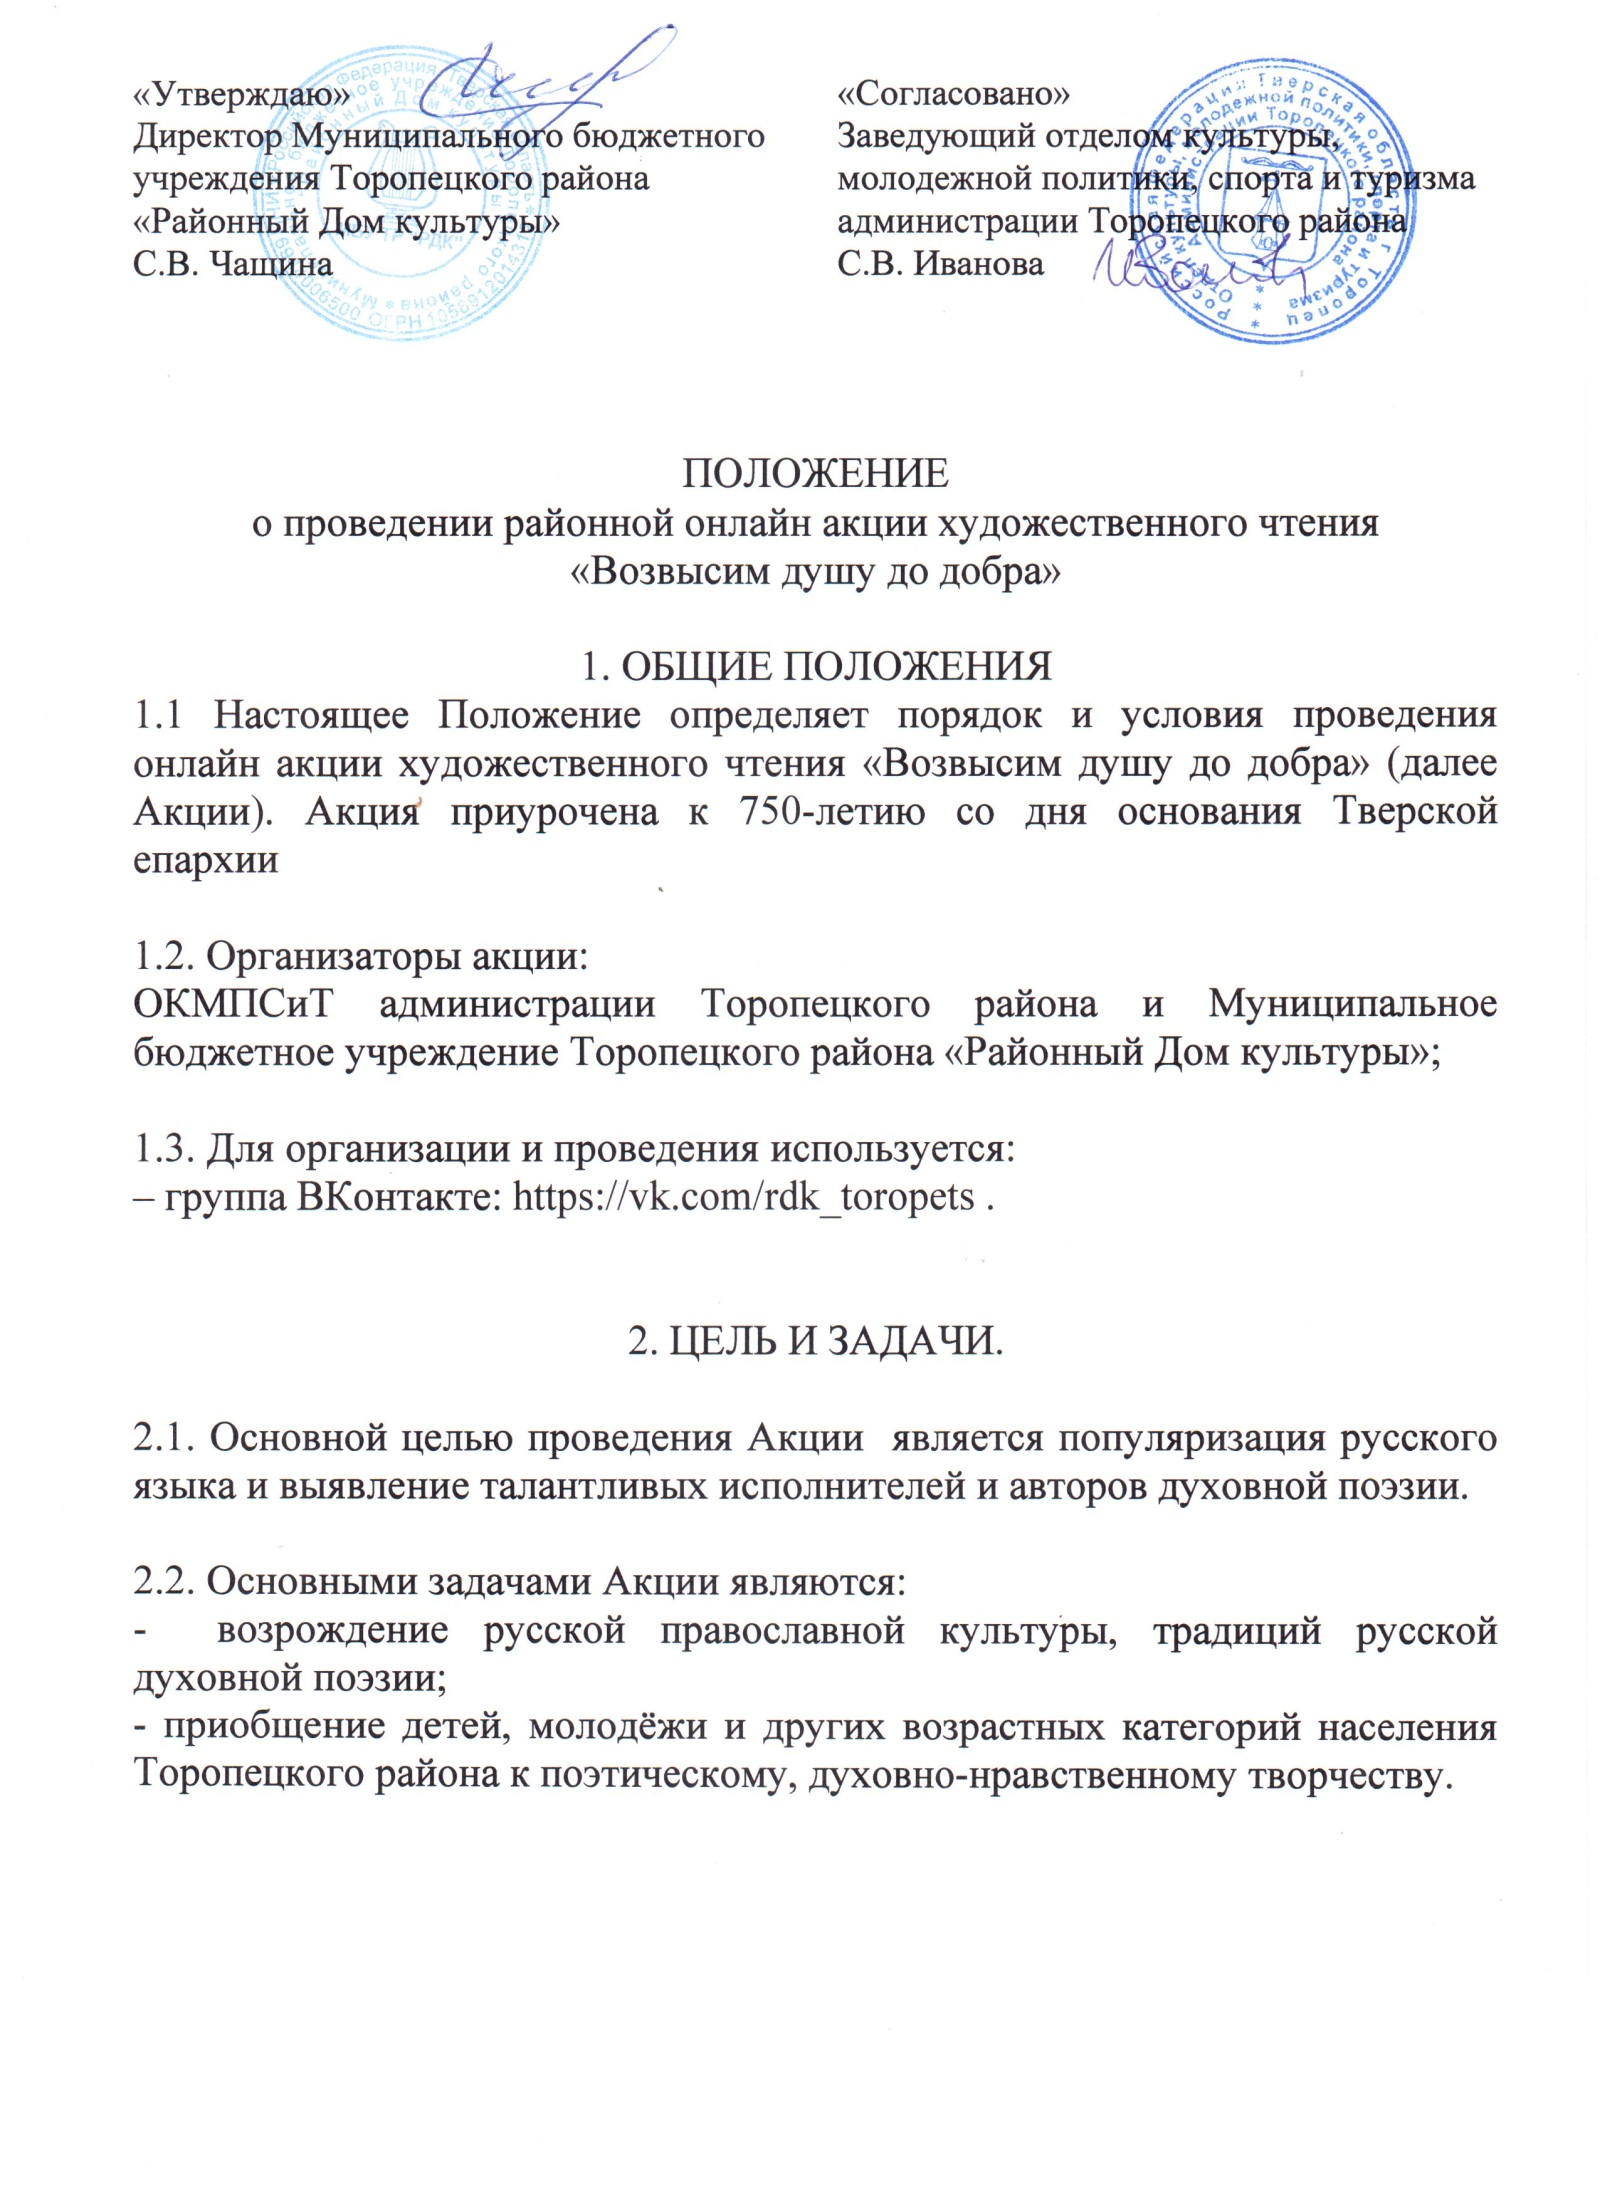 «Утверждаю»
Директор Муниципального бюджетного
учреждения Торопецкого района
«Районный Дом культуры»
С.В. Чащина
«Согласовано»
Заведующий отделом культуры,
молодежной политики, спорта и туризма
администрации Торопецкого района
С.В. Иванова
ПОЛОЖЕНИЕ
о проведении районной онлайн акции художественного чтения
«Возвысим душу до добра»
1. ОБЩИЕ ПОЛОЖЕНИЯ
1.1 Настоящее Положение определяет порядок и условия проведения
онлайн акции художественного чтения «Возвысим душу до добра» (далее
Акции). Акция приурочена к 750-летию со дня основания Тверской
епархии
1.2. Организаторы акции:
ОКМПСиТ администрации Торопецкого района и Муниципальное
бюджетное учреждение Торопецкого района «Районный Дом культуры»;
1.3. Для организации и проведения используется:
– группа ВКонтакте: https://vk.com/rdk_toropets .
2. ЦЕЛЬ И ЗАДАЧИ.
2.1. Основной целью проведения Акции является популяризация русского
языка и выявление талантливых исполнителей и авторов духовной поэзии.
2.2. Основными задачами Акции являются:
- возрождение русской православной культуры, традиций русской
духовной поэзии;
- приобщение детей, молодёжи и других возрастных категорий населения
Торопецкого района к поэтическому, духовно-нравственному творчеству.